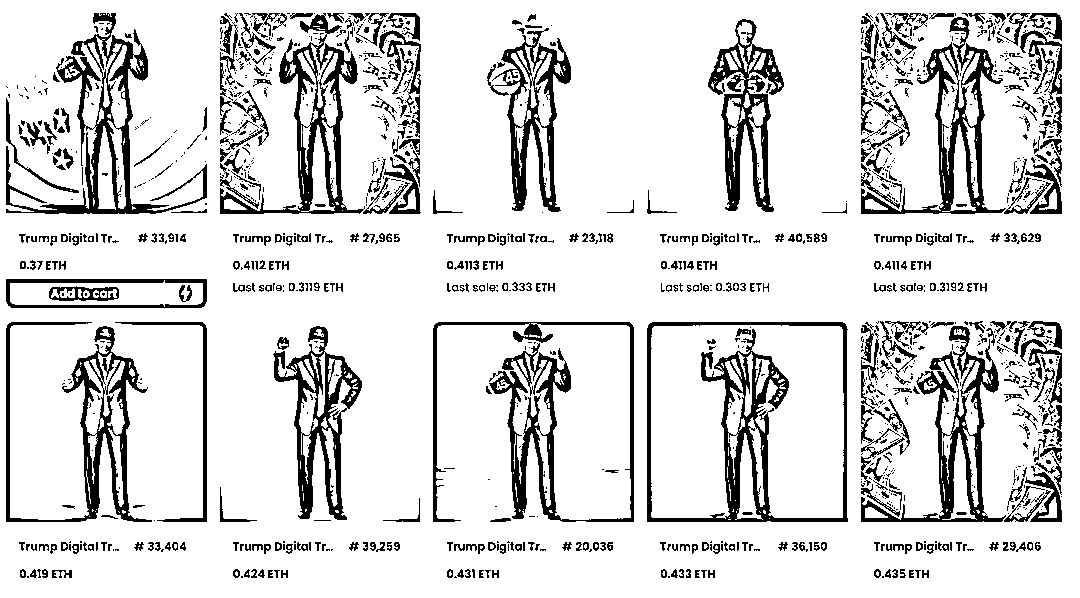 45
45
Trump Digital Tr... # 33,914
Trump Digital Tr... # 27,965
Trump Digital Tra... # 23,118
Trump Digital Tr... # 40,589
Trump Digital Tr... # 33,629
0.37 ETH
0.4112 ETH
0.4113 ETH
0.4114 ETH
0.4114 ETH
Add to cart
Last sale: 0.3119 ETH
Last sale: 0.333 ETH
Last sale: 0.303 ETH
Last sale: 0.3192 ETH
Trump Digital Tr... # 33,404
Trump Digital Tr... # 39,259
Trump Digital Tr... # 20,036
Trump Digital Tr... # 36,150
Trump Digital Tr... # 29,406
0.419 ETH
0.424 ETH
0.431 ETH
0.433 ETH
0.435 ETH